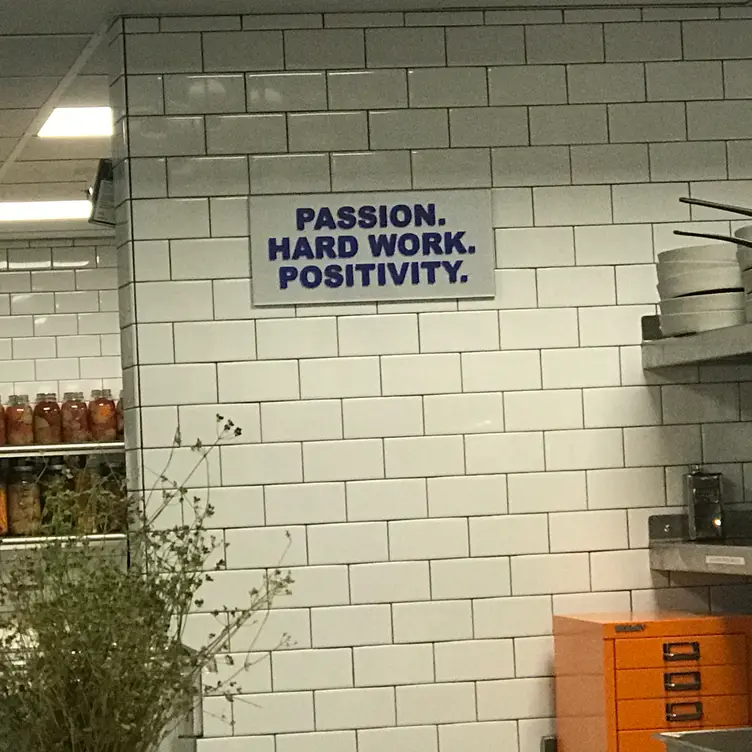 PASSION.
HARD WORK.
POSITIVITY.